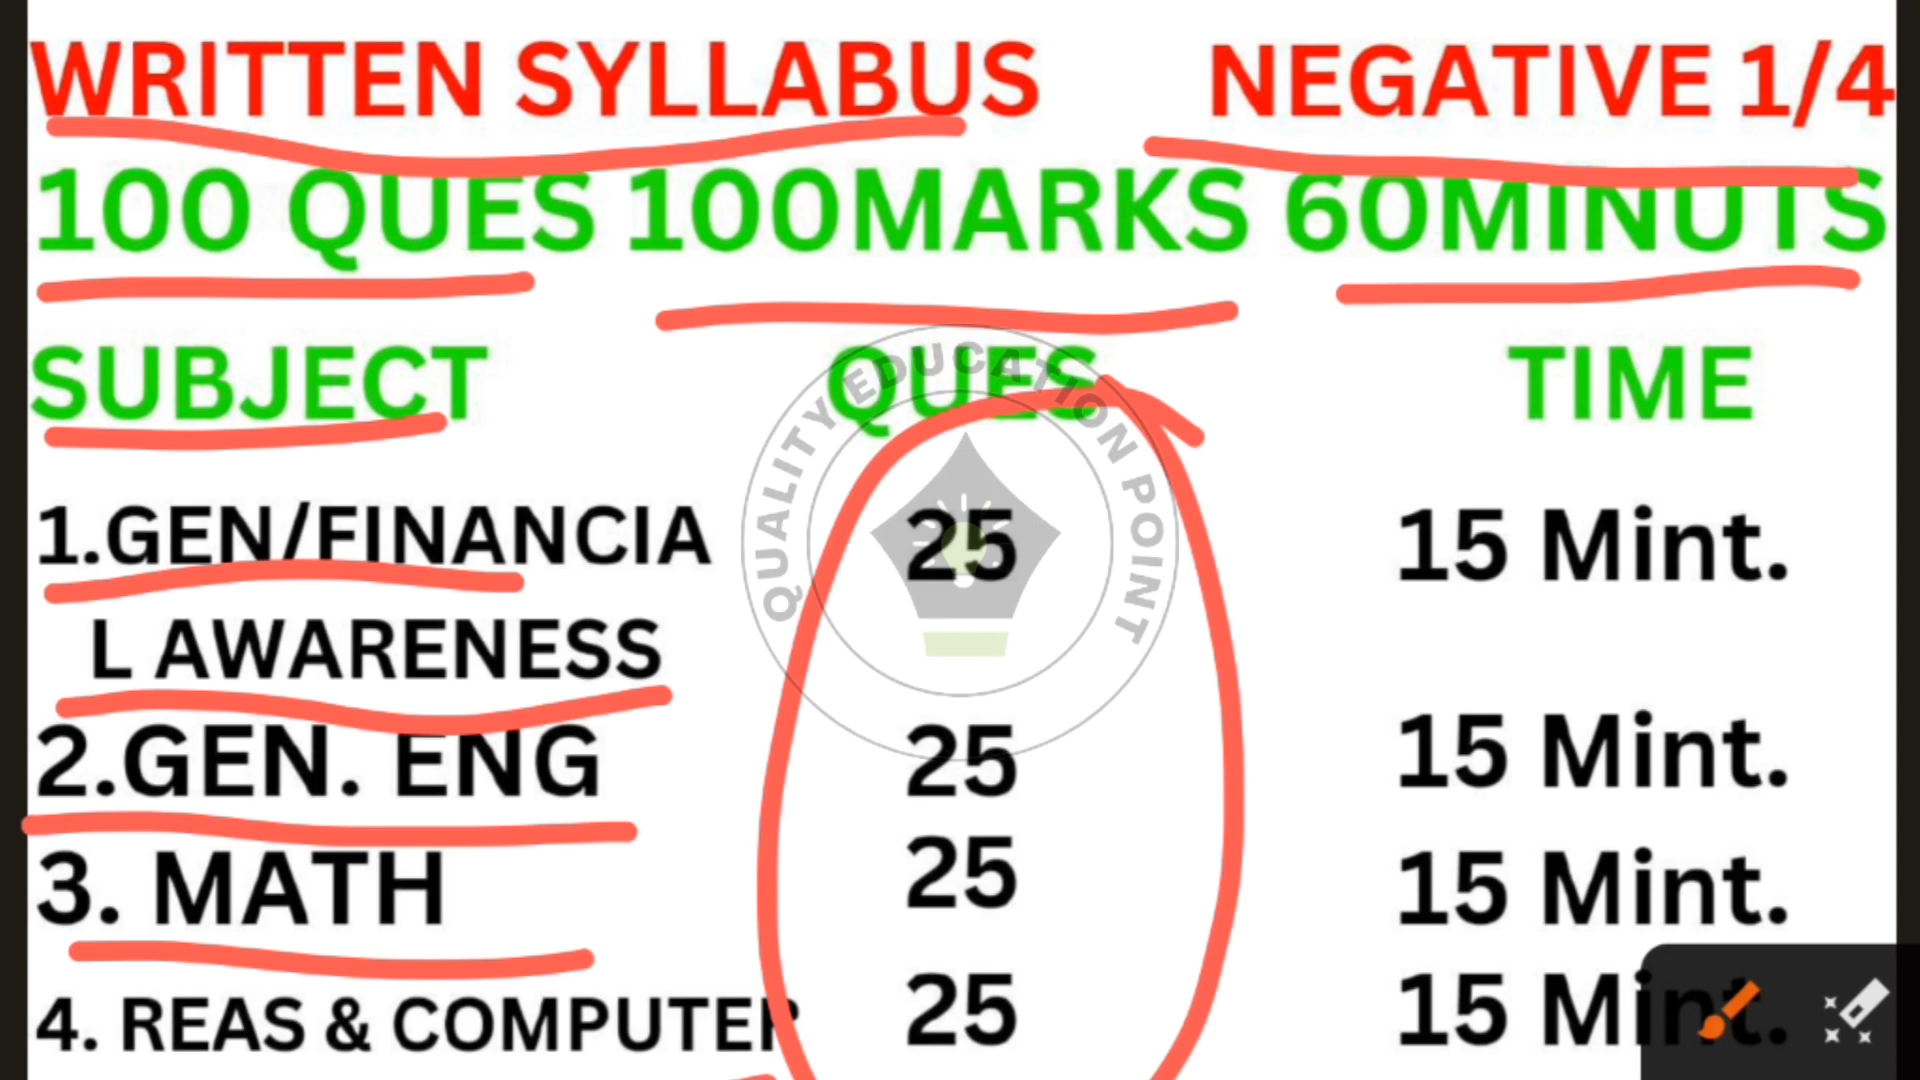 WRITTEN SYLLABUS NEGATIVE 1/4
100 QUES 100MARKS 60MINUTS
SUBJECT QUES TIME
1.GEN/FINANCIA 25 15 Mint.
L AWARENESS
2.GEN. ENG 25 15 Mint.
3. MATH 25 15 Mint.
4. REAS & COMPUTER 25 15 Mint.
QUALITY EDUCATION POINT